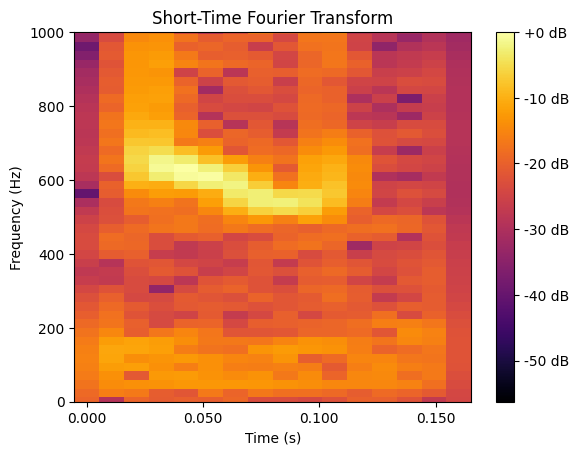 Short-Time Fourier Transform
1000
800
600
400
200
0
Frequency (Hz)
0.000
0.050
0.100
0.150
Time (s)
+0 dB
-10 dB
-20 dB
-30 dB
-40 dB
-50 dB